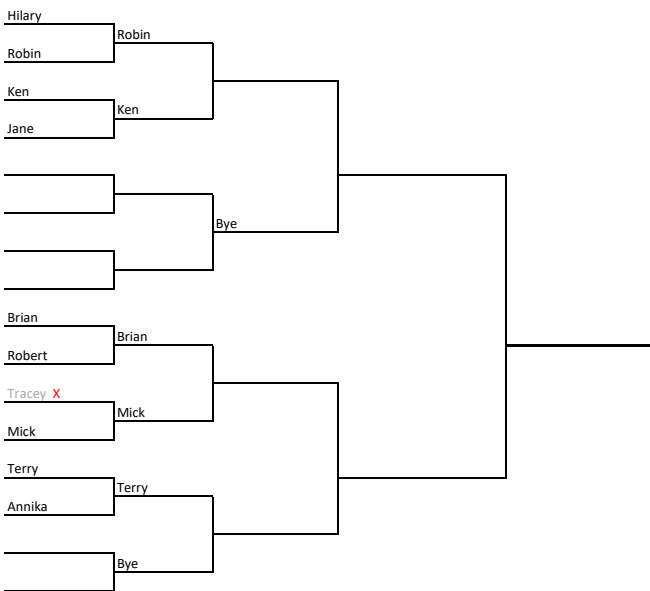 Hilary
Robin
Robin
Ken
Ken
Jane
Bye
Brian
Brian
Robert
Tracey X
Mick
Mick
Terry
Terry
Annika
Bye